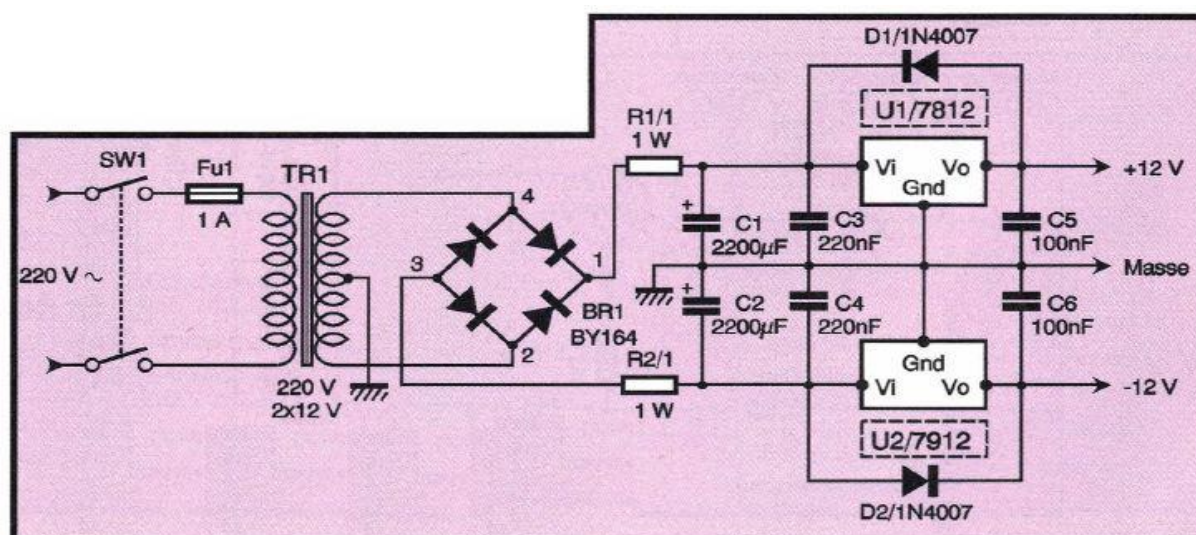 D1/1N4007
U1/7812
R1/1
1 W
Vi
Vo
Gnd
+12 V
SW1
Fu1
1 A
TR1
4
3
1
2
220 V ~
BR1
BY164
+
C1
2200µF
C3
220nF
C5
100nF
Masse
+
C2
2200µF
C4
220nF
C6
100nF
R2/1
1 W
Gnd
Vi
Vo
-12 V
220 V
2x12 V
U2/7912
D2/1N4007